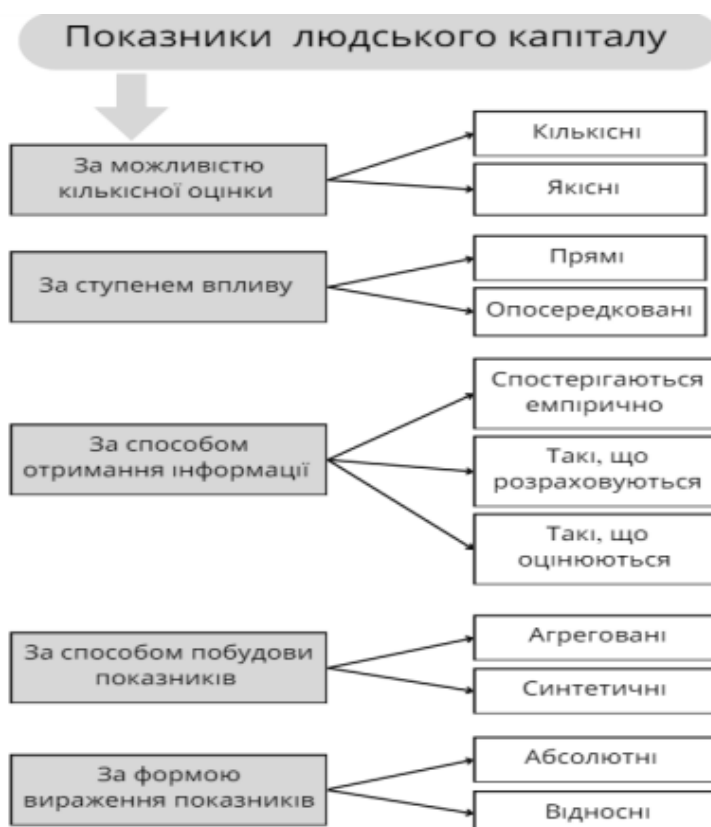 Показники людського капіталу
За можливістю
кількісної оцінки
Кількісні
Якісні
За ступенем впливу
Прямі
Опосередковані
За способом
отримання інформації
Спостерігаються
емпірично
Такі, що
розраховуються
Такі, що
оцінюються
За способом побудови
показників
Агреговані
Синтетичні
За формою
вираження показників
Абсолютні
Відносні